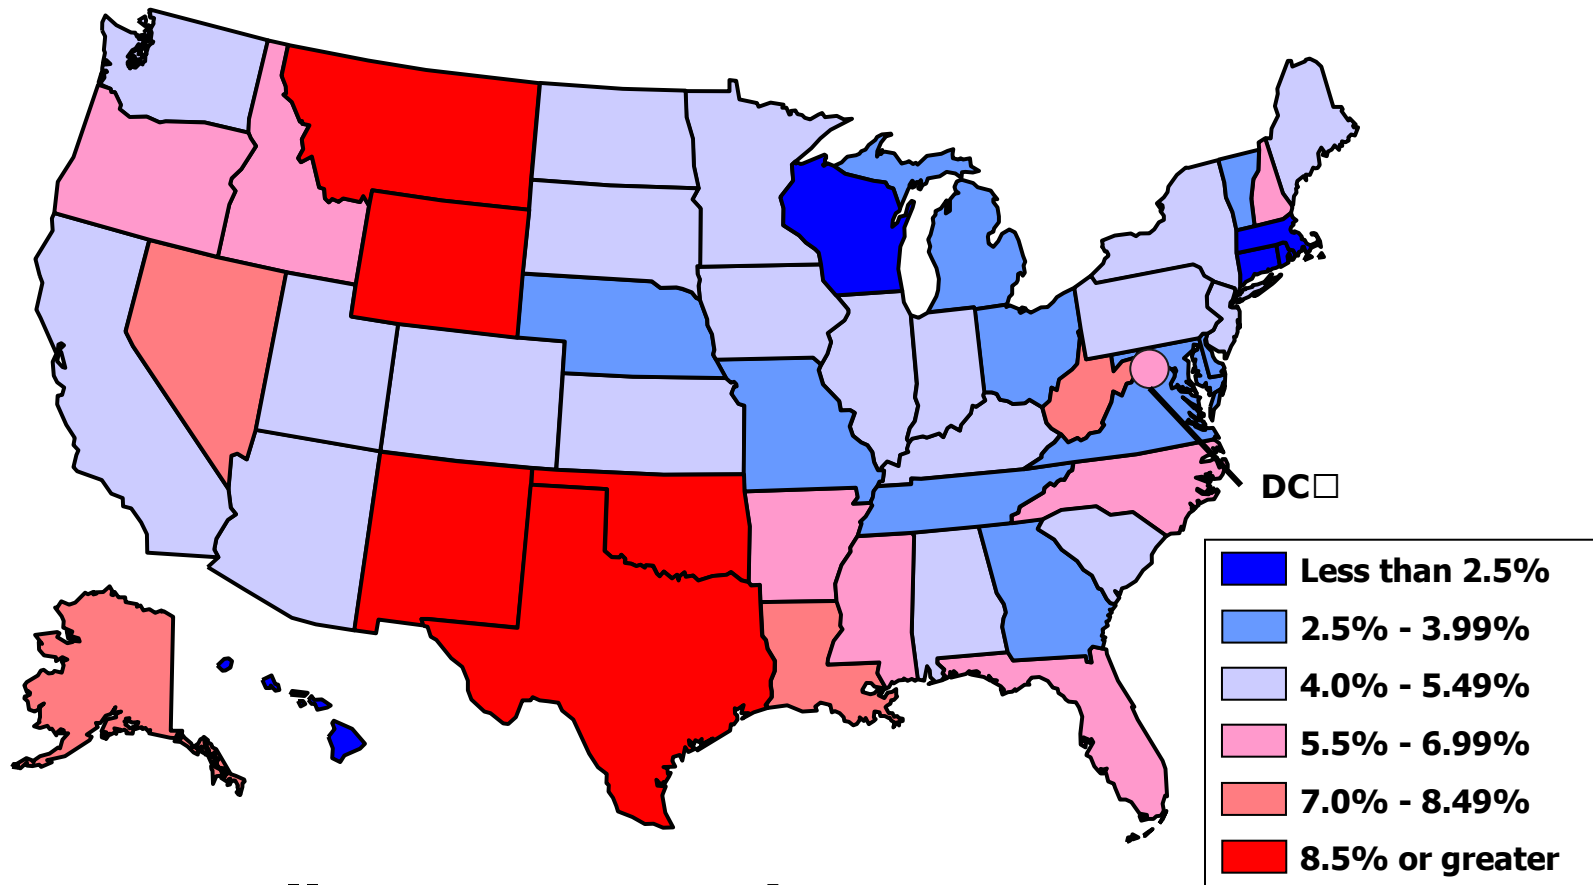 DC□
Less than 2.5%
2.5% - 3.99%
4.0% - 5.49%
5.5% - 6.99%
7.0% - 8.49%
8.5% or greater